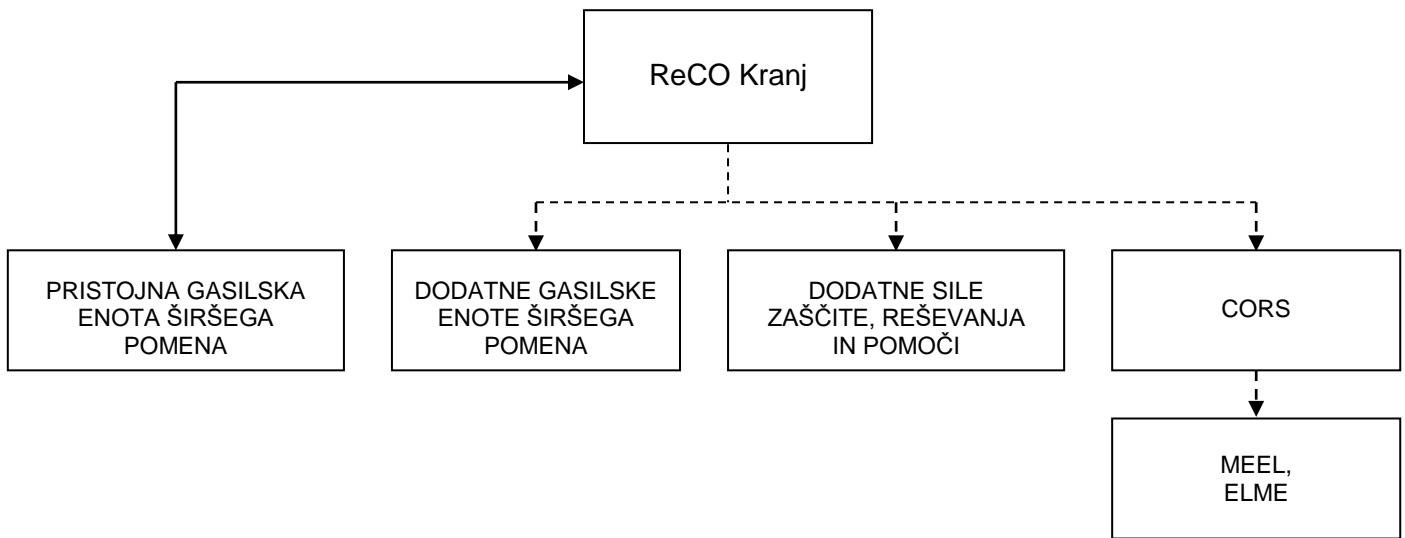 ReCO Kranj
PRISTOJNA GASILSKA
ENOTA ŠIRŠEGA
POMENA
DODATNE GASILSKE
ENOTE ŠIRŠEGA
POMENA
DODATNE SILE
ZAŠČITE, REŠEVANJA
IN POMOČI
CORS
MEEL,
ELME